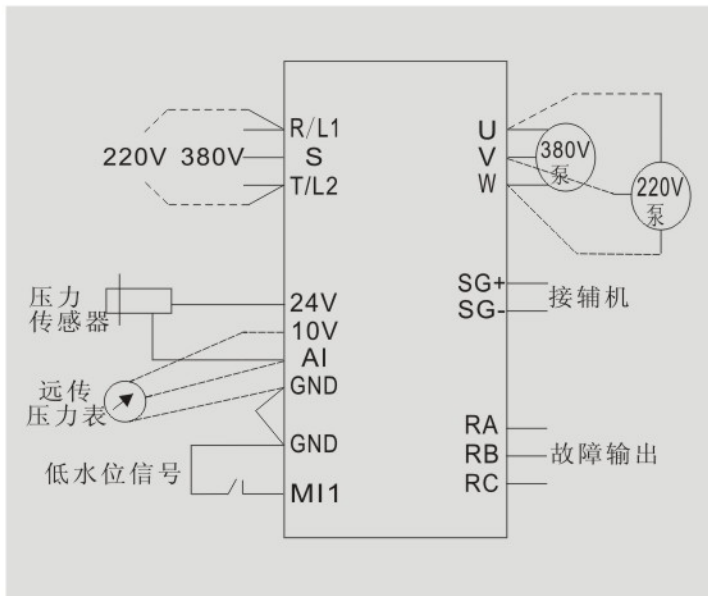 220V 380V
R/L1
S
T/L2
U
V
W
380V
泵
220V
泵
压力
传感器
24V
10V
AI
GND
远传
压力表
GND
低水位信号
MI1
SG+
SG-
接辅机
RA
RB
RC
故障输出